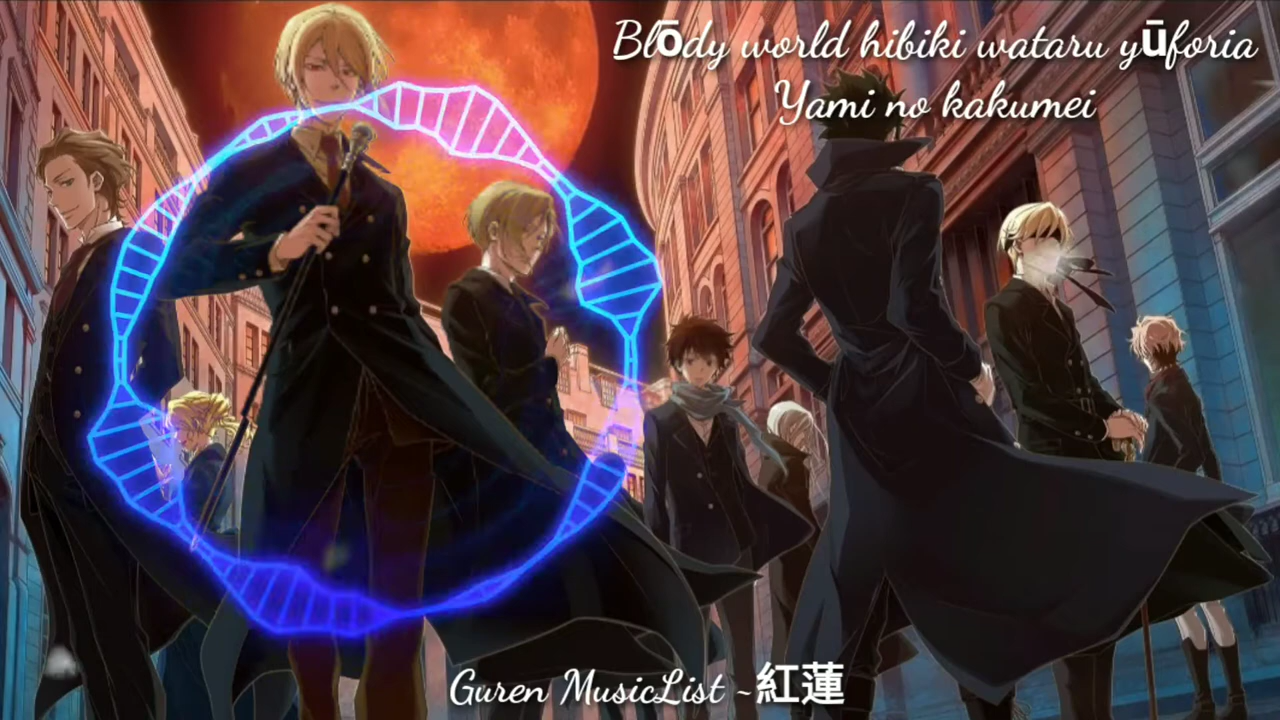 Blōdy world hibiki wataru yūforia
Yami no kakumei
Guren MusicList ~紅蓮